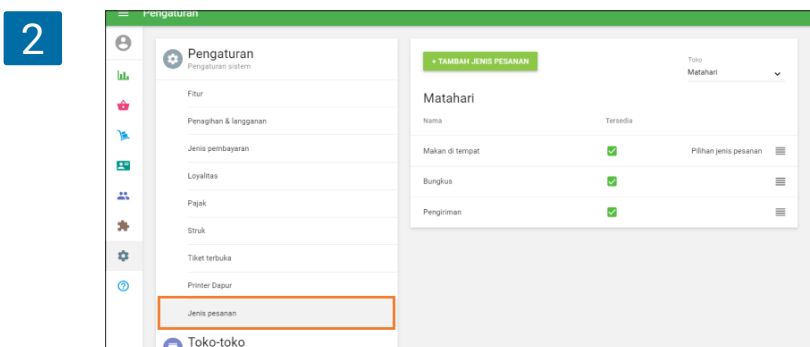 2
Pengaturan
Pengaturan
Pengaturan sistem
Fitur
Penagihan & langganan
Jenis pembayaran
Loyalitas
Pajak
Struk
Tiket terbuka
Printer Dapur
Jenis pesanan
Toko-toko
+ TAMBAH JENIS PESANAN
Toko
Matahari
Matahari
Nama Tersedia
Makan di tempat Pilihan jenis pesanan
Bungkus
Pengiriman